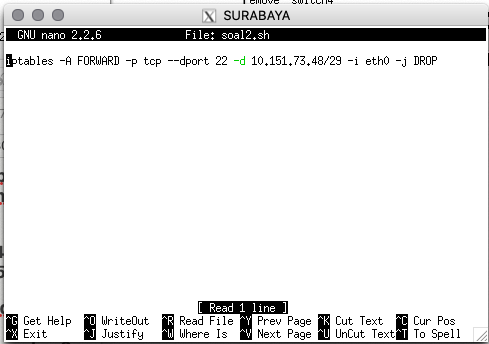 remove switch4
SURABAYA
GNU nano 2.2.6 File: soal2.sh
iptables -A FORWARD -p tcp --dport 22 -d 10.151.73.48/29 -i eth0 -j DROP
[ Read 1 line ]
^G Get Help ^O WriteOut ^R Read File ^Y Prev Page ^K Cut Text ^C Cur Pos
^X Exit ^J Justify ^W Where Is ^V Next Page ^U UnCut Text ^T To Spell